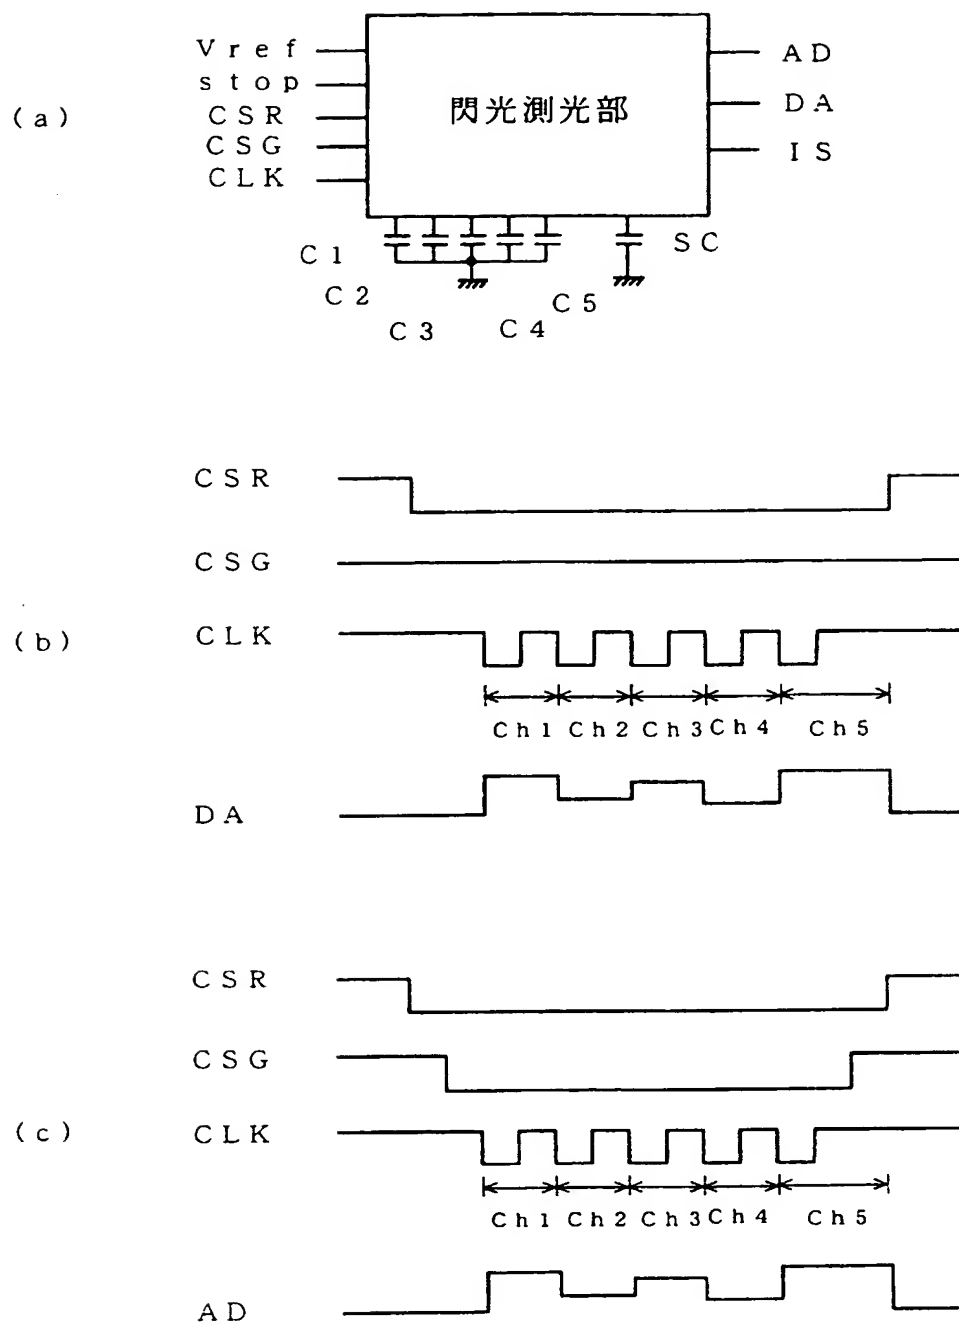 (a)
Vref
stop
CSR
CSG
CLK
閃光測光部
AD
DA
IS
C1
C2
C3
C4
C5
SC
(b)
CSR
CSG
CLK
Ch1 Ch2 Ch3 Ch4 Ch5
DA
(c)
CSR
CSG
CLK
Ch1 Ch2 Ch3 Ch4 Ch5
AD